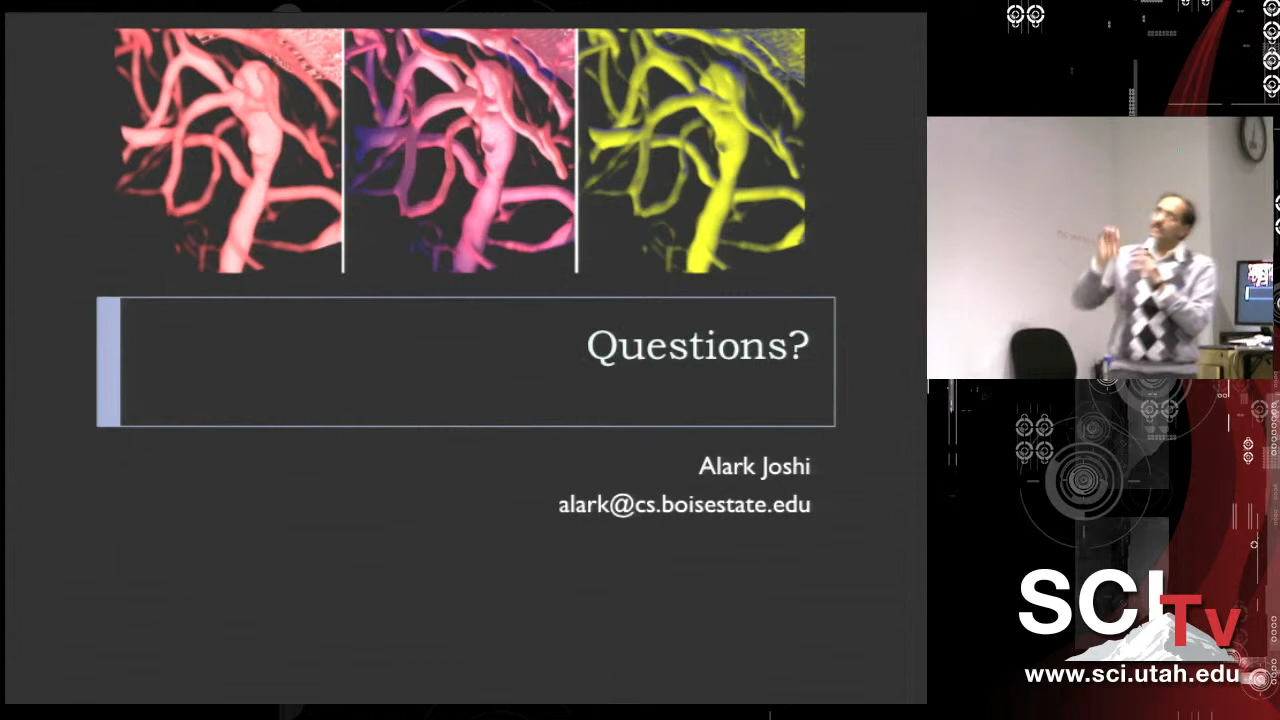 Questions?
Alark Joshi
alark@cs.boisestate.edu
SCI
Tv
www.sci.utah.edu